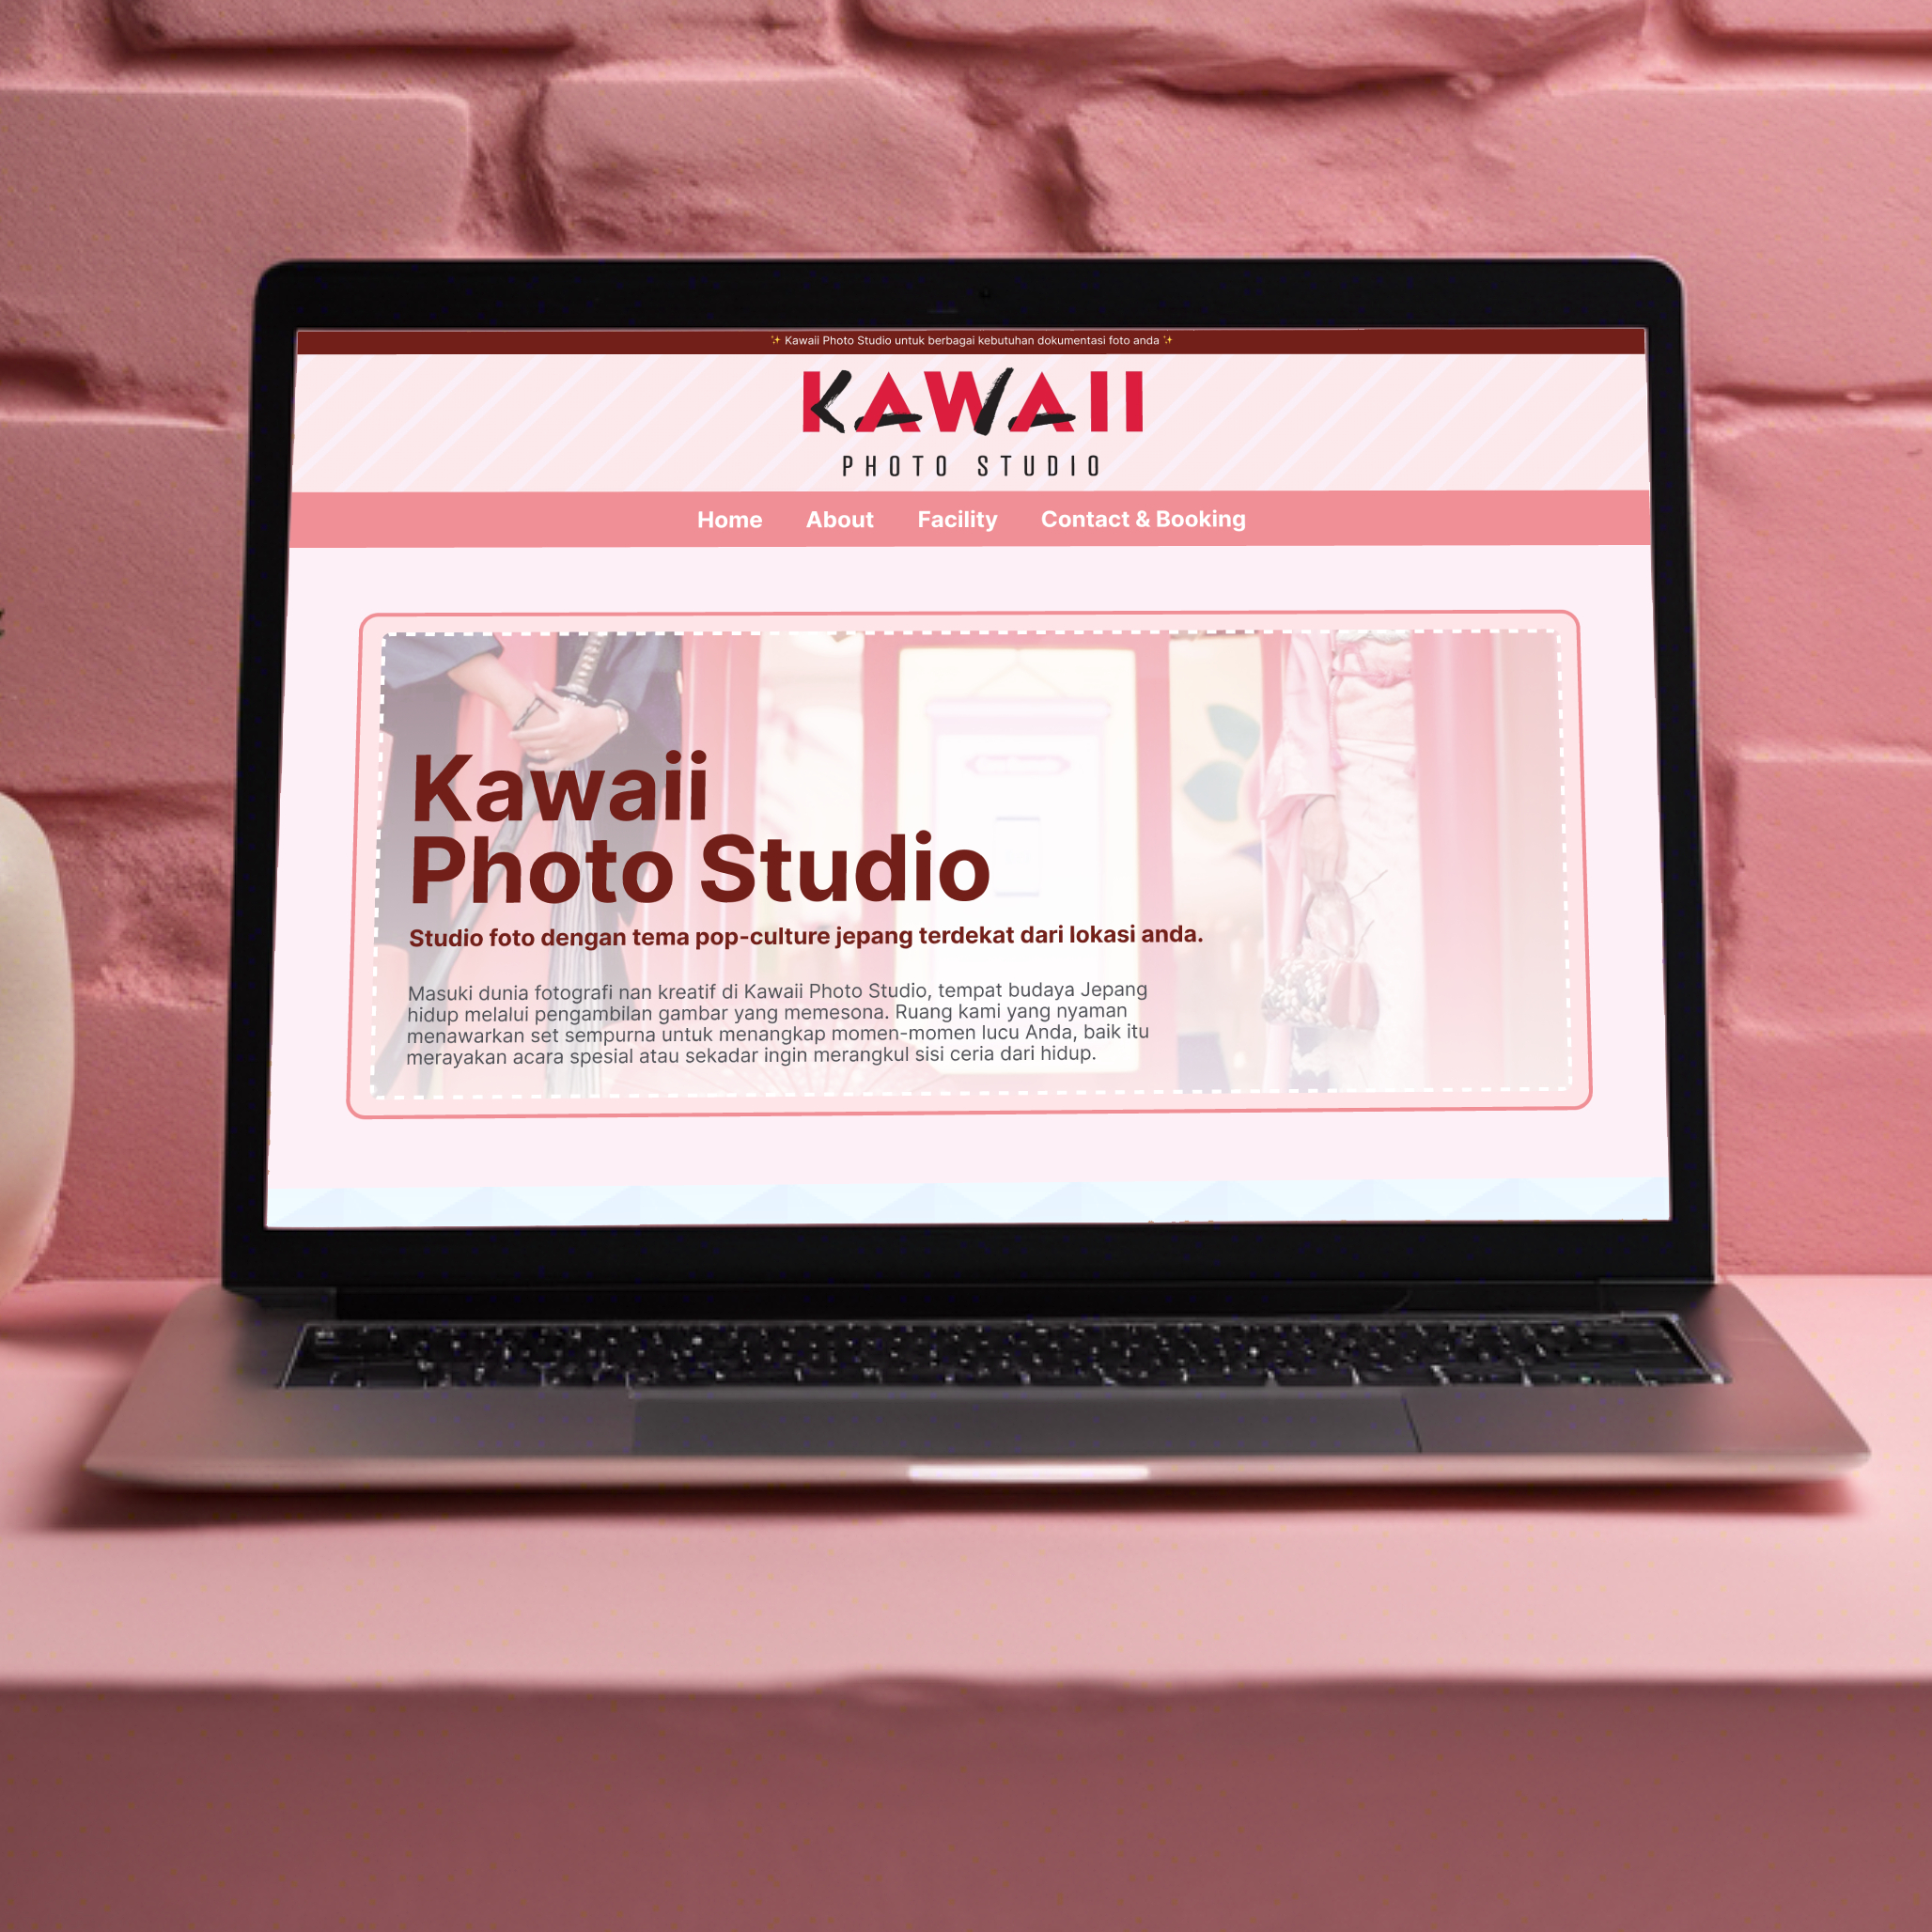 ✨ Kawaii Photo Studio untuk berbagai kebutuhan dokumentasi foto anda ✨
KAWAII
PHOTO STUDIO
Home About Facility Contact & Booking
Kawaii
Photo Studio
Studio foto dengan tema pop-culture jepang terdekat dari lokasi anda.
Masuki dunia fotografi nan kreatif di Kawaii Photo Studio, tempat budaya Jepang
hidup melalui pengambilan gambar yang memesona. Ruang kami yang nyaman
menawarkan set sempurna untuk menangkap momen-momen lucu Anda, baik itu
merayakan acara spesial atau sekadar ingin merangkul sisi ceria dari hidup.